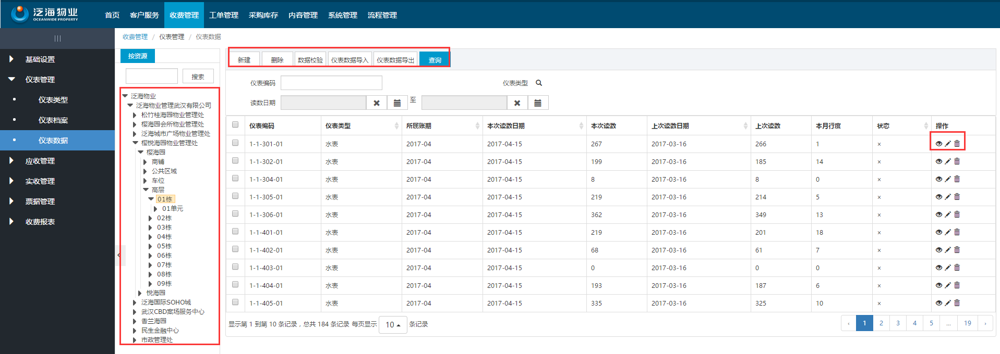 泛海物业
OCEANWIDE PROPERTY
首页 客户服务 收费管理 工单管理 采购库存 内容管理 系统管理 流程管理
基础设置
仪表管理
仪表类型
仪表档案
仪表数据
应收管理
实收管理
票据管理
收费报表
收费管理 / 仪表管理 / 仪表数据
按资源
搜索
泛海物业
泛海物业管理武汉有限公司
松竹桂海园物业管理处
樱海园会所物业管理处
泛海城市广场物业管理处
樱悦海园物业管理处
樱海园
商铺
公共区域
车位
高层
01栋
01单元
02栋
03栋
04栋
05栋
06栋
07栋
08栋
09栋
悦海园
泛海国际SOHO城
武汉CBD案场服务中心
香兰海园
民生金融中心
市政管理处
新建 删除 数据校验 仪表数据导入 仪表数据导出 查询
仪表编码 仪表类型
读数日期 至
仪表编码 仪表类型 所属账期 本次读数日期 本次读数 上次读数日期 上次读数 本月行度 状态 操作
1-1-301-01 水表 2017-04 2017-04-15 267 2017-03-16 266 1 ×
1-1-302-01 水表 2017-04 2017-04-15 199 2017-03-16 185 14 ×
1-1-304-01 水表 2017-04 2017-04-15 8 2017-03-16 8 0 ×
1-1-305-01 水表 2017-04 2017-04-15 219 2017-03-16 214 5 ×
1-1-306-01 水表 2017-04 2017-04-15 362 2017-03-16 349 13 ×
1-1-401-01 水表 2017-04 2017-04-15 219 2017-03-16 201 18 ×
1-1-402-01 水表 2017-04 2017-04-15 68 2017-03-16 61 7 ×
1-1-403-01 水表 2017-04 2017-04-15 0 2017-03-16 0 0 ×
1-1-404-01 水表 2017-04 2017-04-15 193 2017-03-16 187 6 ×
1-1-405-01 水表 2017-04 2017-04-15 335 2017-03-16 325 10 ×
显示第 1 到第 10 条记录，总共 184 条记录 每页显示 10 条记录
‹ 1 2 3 4 5 ... 19 ›